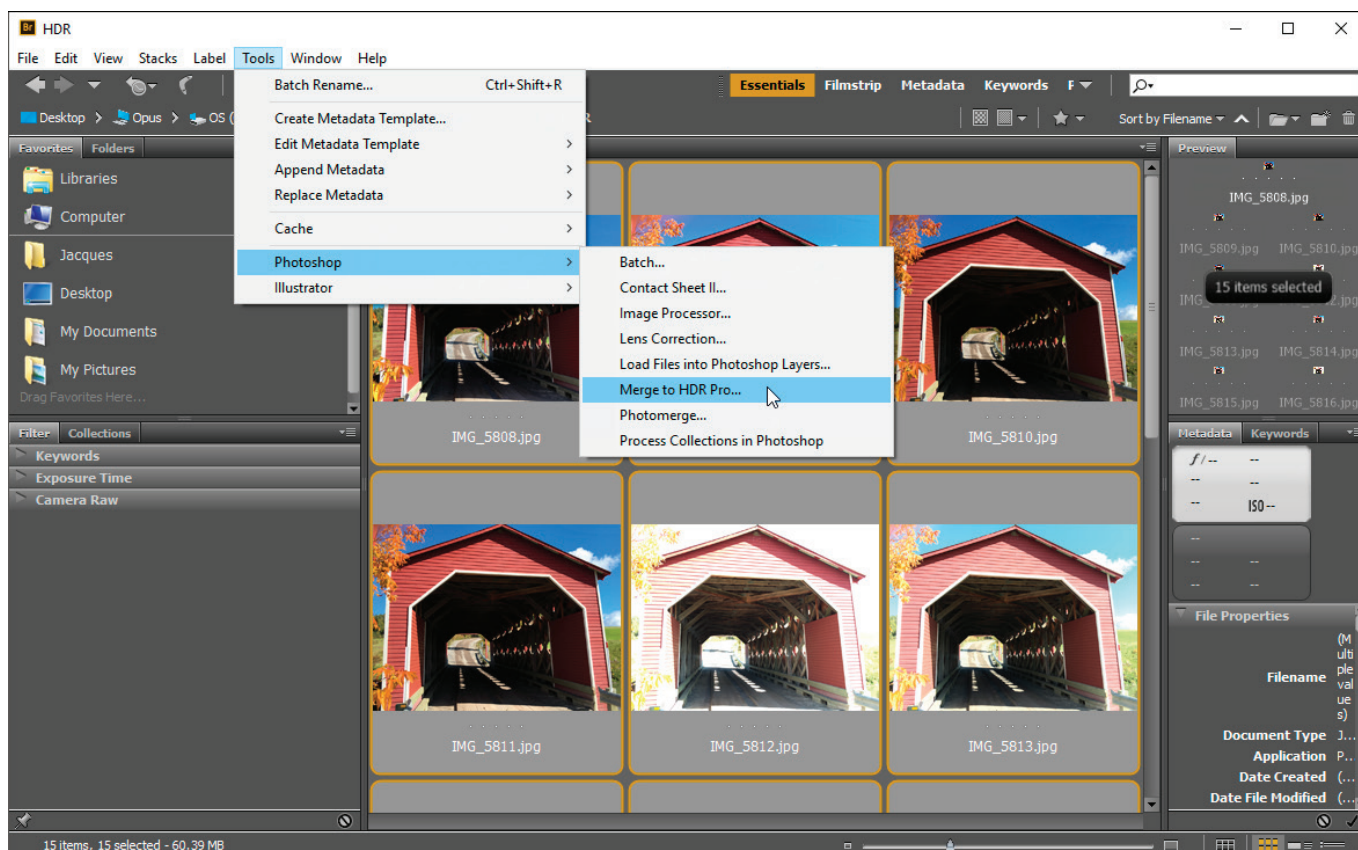 Br HDR
File Edit View Stacks Label Tools Window Help
Essentials Filmstrip Metadata Keywords
Desktop > Opus > OS (
Sort by Filename
Favorites Folders
Libraries
Computer
Jacques
Desktop
My Documents
My Pictures
Drag Favorites Here...
Filter Collections
Keywords
Exposure Time
Camera Raw
Batch Rename... Ctrl+Shift+R
Create Metadata Template...
Edit Metadata Template
Append Metadata
Replace Metadata
Cache
Photoshop
Illustrator
Batch...
Contact Sheet II...
Image Processor...
Lens Correction...
Load Files into Photoshop Layers...
Merge to HDR Pro...
Photomerge...
Process Collections in Photoshop
IMG_5808.jpg IMG_5810.jpg
IMG_5811.jpg IMG_5812.jpg IMG_5813.jpg
Preview
IMG_5808.jpg
IMG_5809.jpg IMG_5810.jpg
15 items selected
IMG_5813.jpg IMG_5814.jpg
IMG_5815.jpg IMG_5816.jpg
Metadata Keywords
f/-- --
-- --
-- ISO--
--
-- --
-- --
File Properties
Filename (Multiple values)
Document Type J...
Application P...
Date Created (...
Date File Modified (...
15 items, 15 selected - 60.39 MB